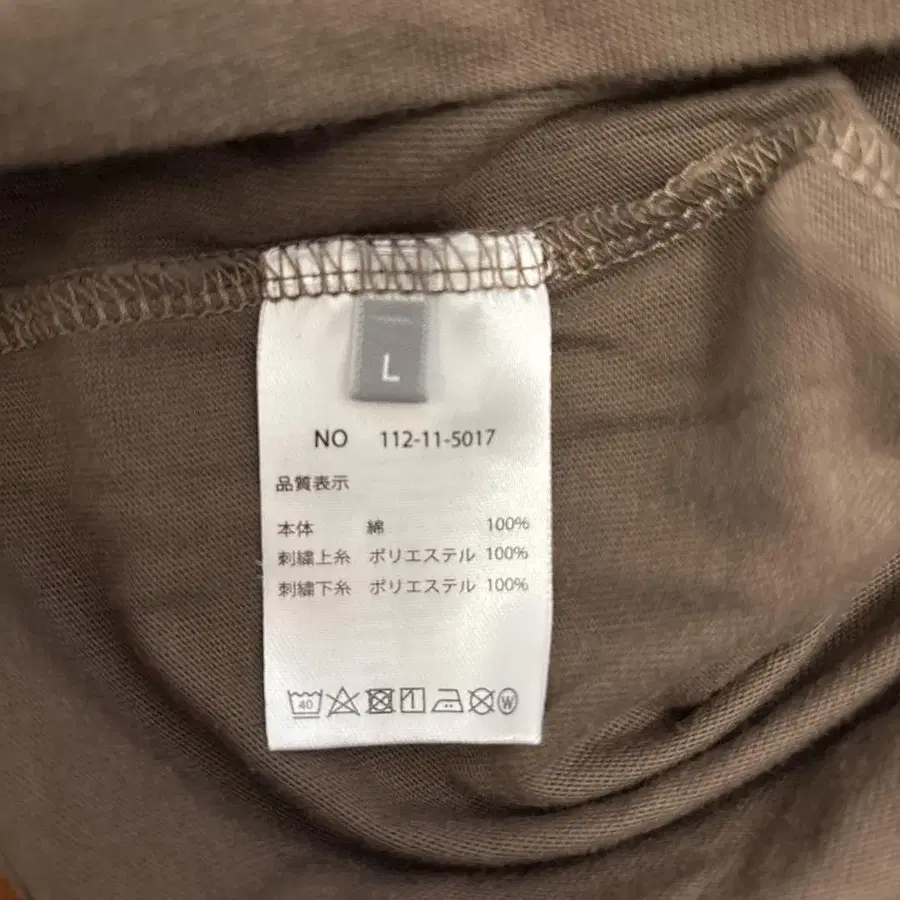 L
NO 112-11-5017
品質表示
本体 綿 100%
刺繍上糸 ポリエステル 100%
刺繍下糸 ポリエステル 100%
40 W